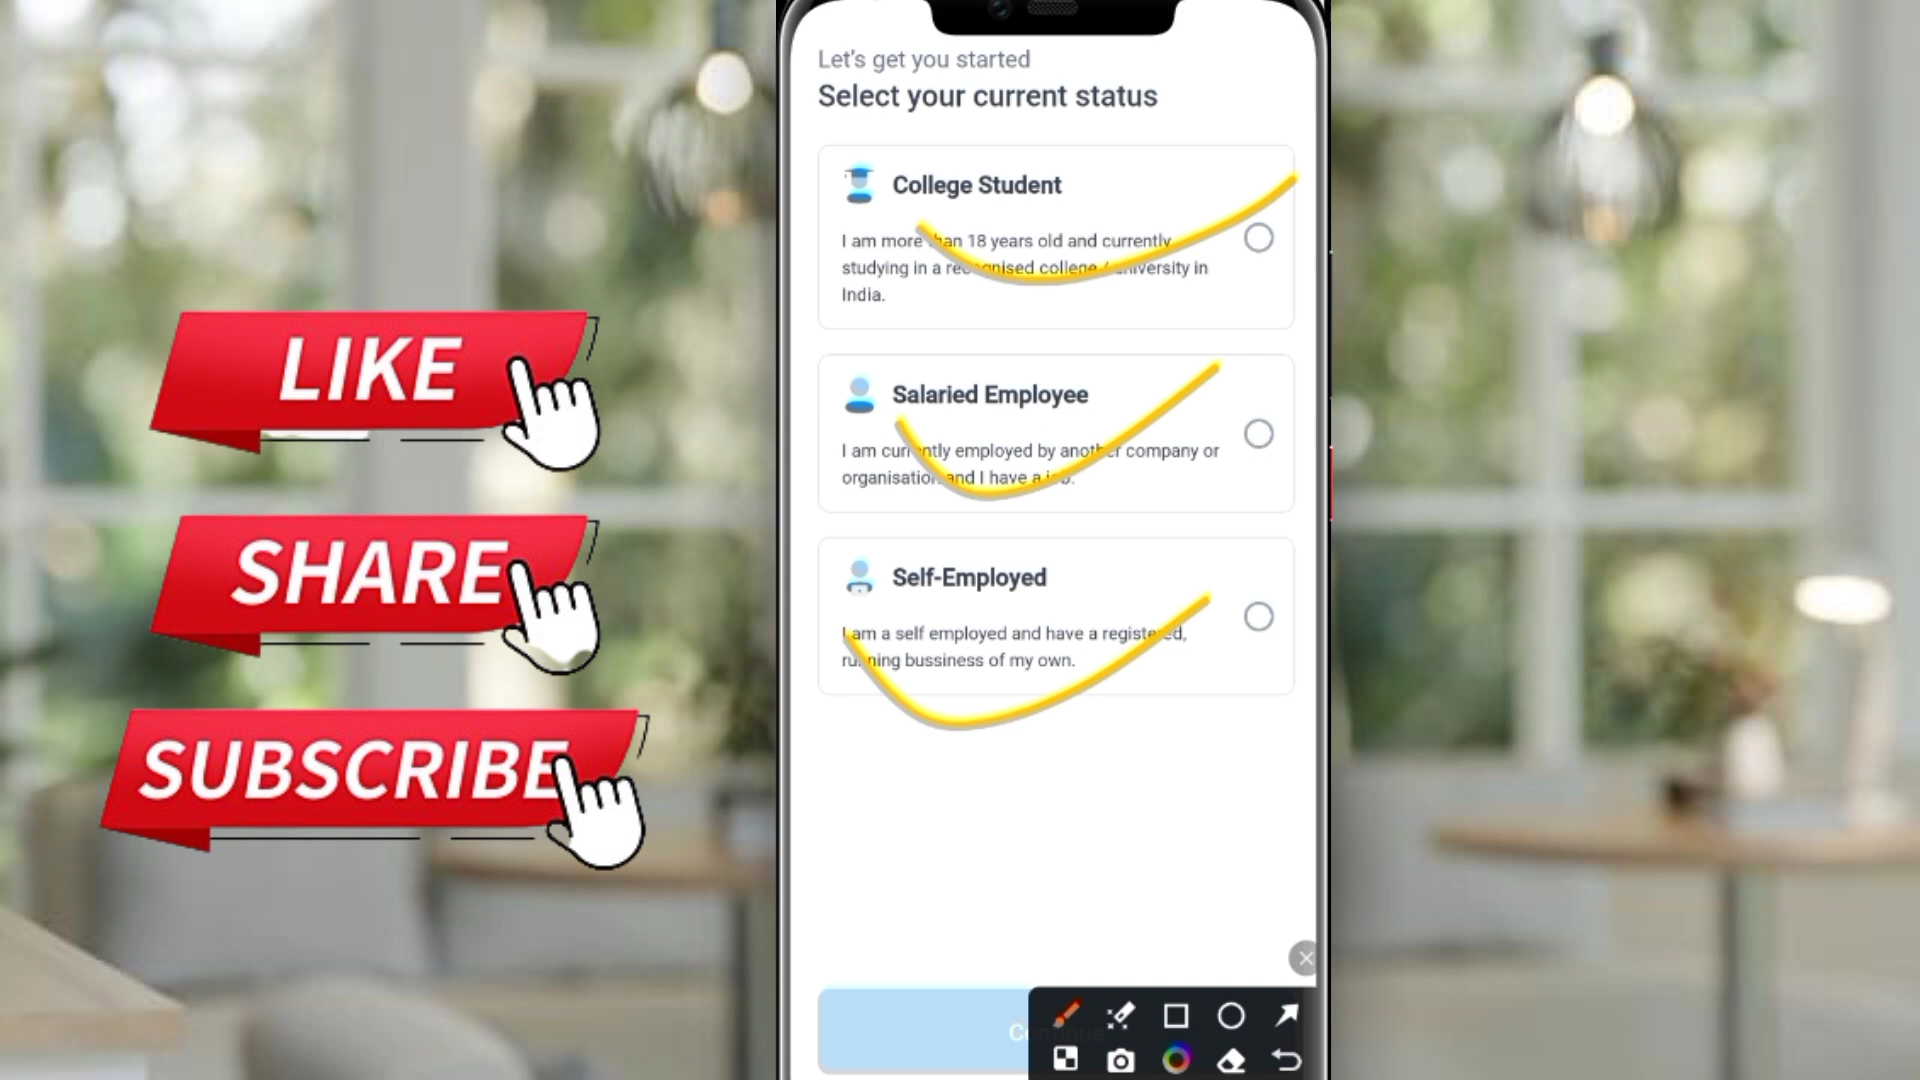 LIKE
SHARE
SUBSCRIBE
Let's get you started
Select your current status
College Student
I am more than 18 years old and currently
studying in a recognised college / university in
India.
Salaried Employee
I am currently employed by another company or
organisation and I have a job.
Self-Employed
I am a self employed and have a registered,
running bussiness of my own.
Continue